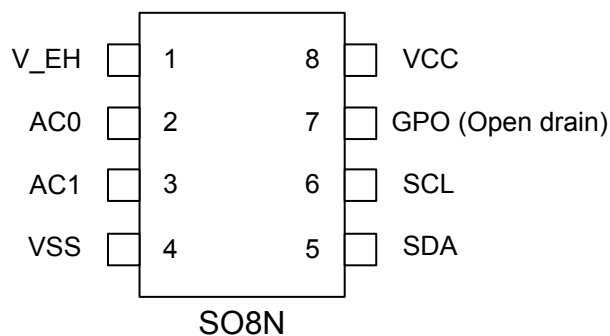 V_EH 1 8 VCC
AC0 2 7 GPO (Open drain)
AC1 3 6 SCL
VSS 4 5 SDA
SO8N